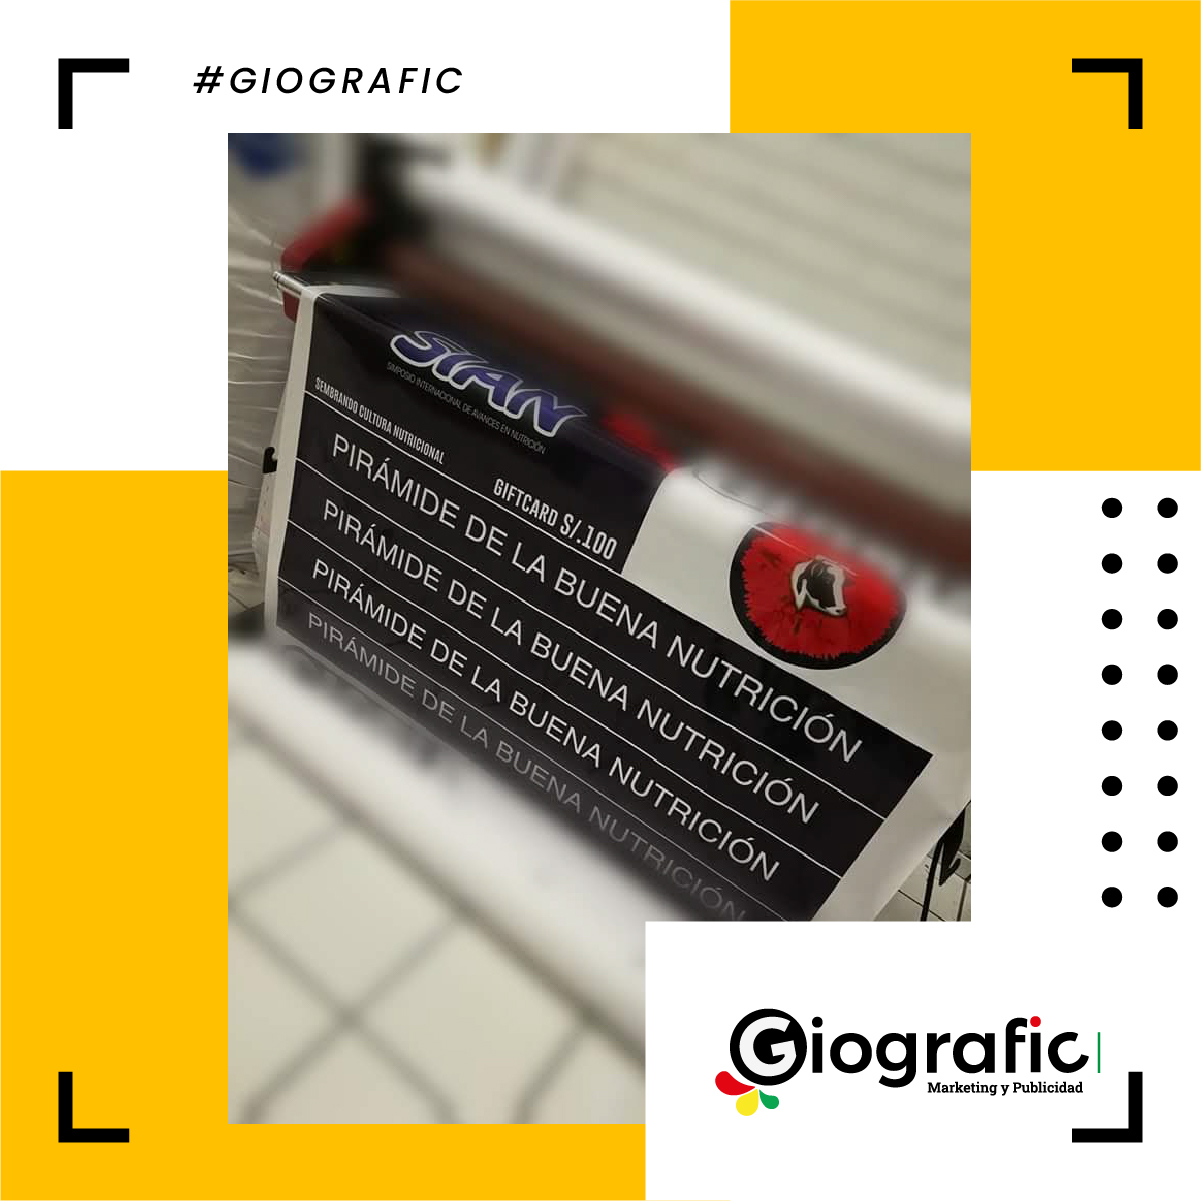 #GIOGRAFIC
SIAN
SIMPOSIO INTERNACIONAL DE AVANCES EN NUTRICIÓN
SEMBRANDO CULTURA NUTRICIONAL
GIFTCARD S/.100
PIRÁMIDE DE LA BUENA NUTRICIÓN
PIRÁMIDE DE LA BUENA NUTRICIÓN
PIRÁMIDE DE LA BUENA NUTRICIÓN
PIRÁMIDE DE LA BUENA NUTRICIÓN
Giografic
Marketing y Publicidad